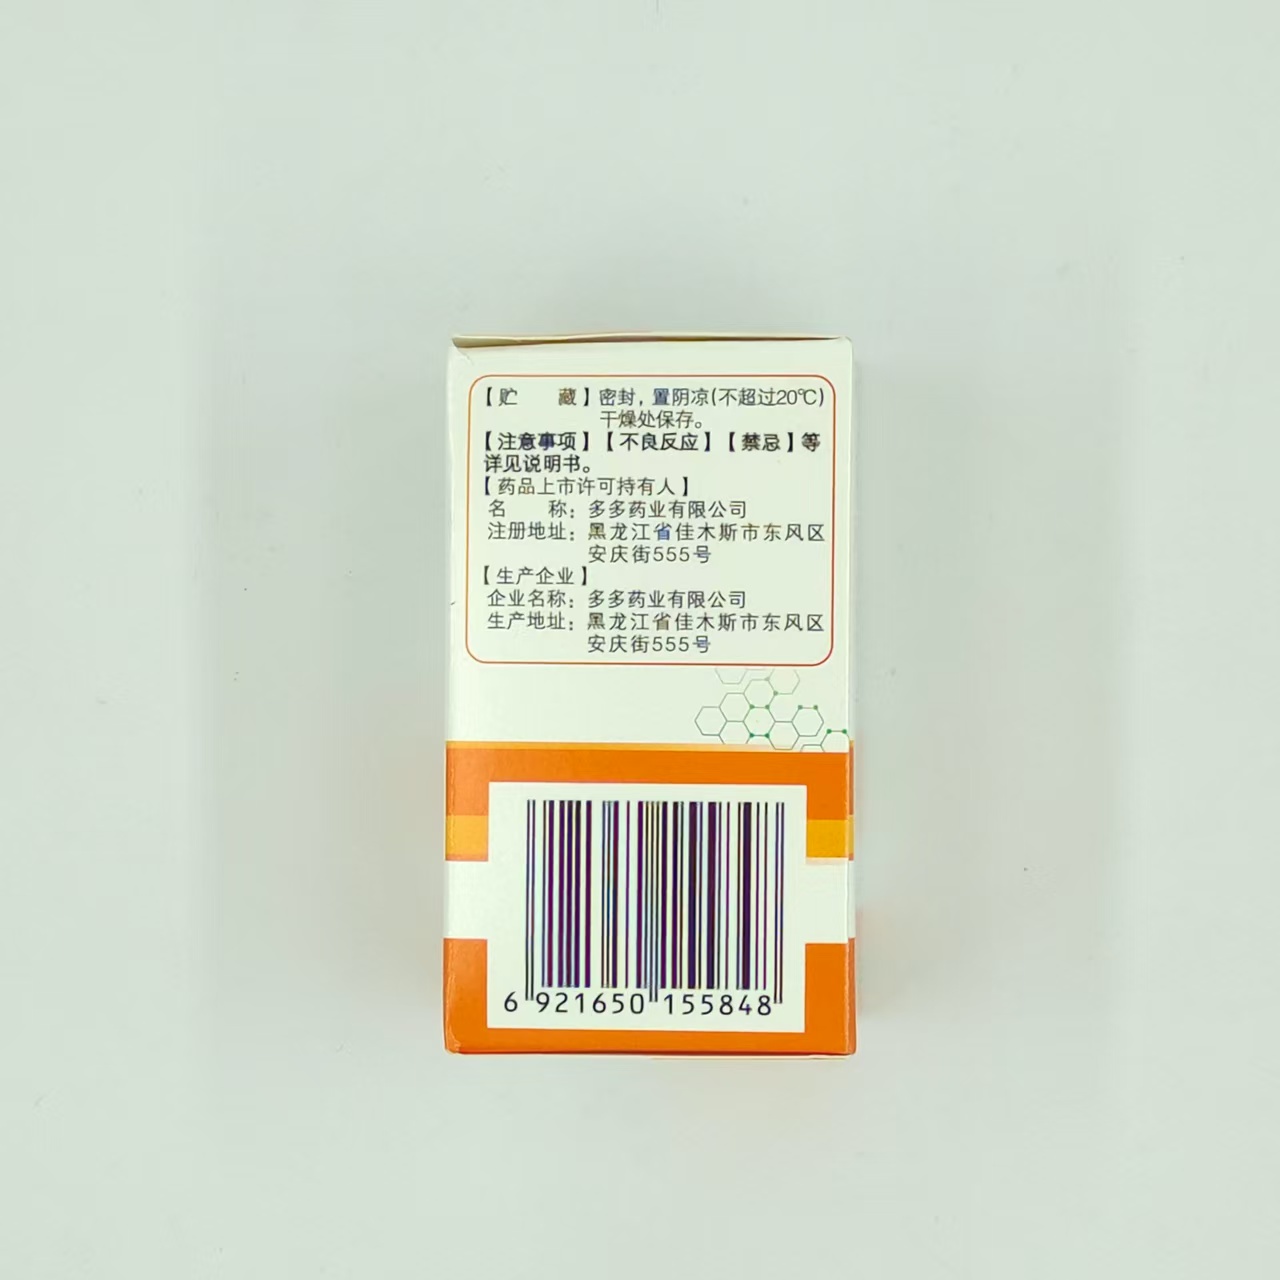 【贮　　藏】密封，置阴凉(不超过20℃)
干燥处保存。
【注意事项】【不良反应】【禁忌】等
详见说明书。
【药品上市许可持有人】
名　　称：多多药业有限公司
注册地址：黑龙江省佳木斯市东风区
安庆街555号
【生产企业】
企业名称：多多药业有限公司
生产地址：黑龙江省佳木斯市东风区
安庆街555号
6 921650 155848